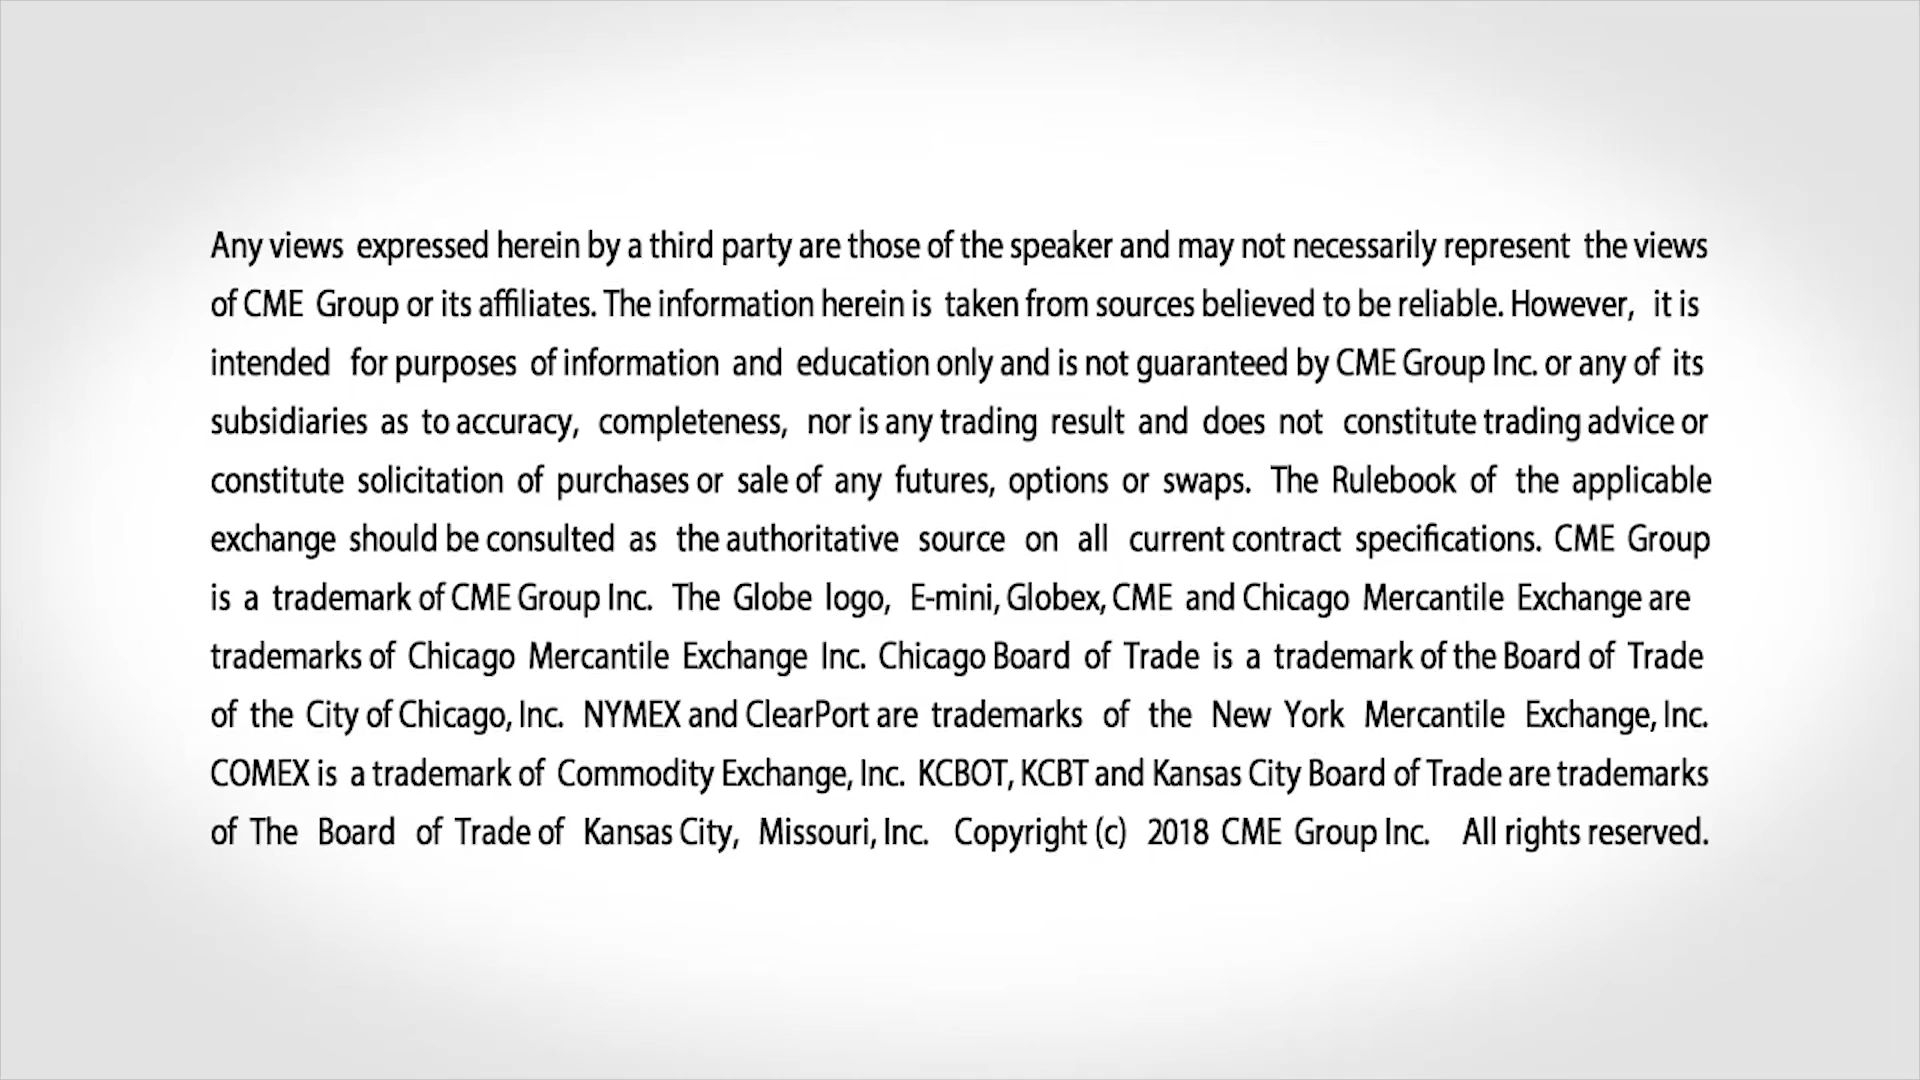 Any views expressed herein by a third party are those of the speaker and may not necessarily represent the views
of CME Group or its affiliates. The information herein is taken from sources believed to be reliable. However, it is
intended for purposes of information and education only and is not guaranteed by CME Group Inc. or any of its
subsidiaries as to accuracy, completeness, nor is any trading result and does not constitute trading advice or
constitute solicitation of purchases or sale of any futures, options or swaps. The Rulebook of the applicable
exchange should be consulted as the authoritative source on all current contract specifications. CME Group
is a trademark of CME Group Inc. The Globe logo, E-mini, Globex, CME and Chicago Mercantile Exchange are
trademarks of Chicago Mercantile Exchange Inc. Chicago Board of Trade is a trademark of the Board of Trade
of the City of Chicago, Inc. NYMEX and ClearPort are trademarks of the New York Mercantile Exchange, Inc.
COMEX is a trademark of Commodity Exchange, Inc. KCBOT, KCBT and Kansas City Board of Trade are trademarks
of The Board of Trade of Kansas City, Missouri, Inc. Copyright (c) 2018 CME Group Inc. All rights reserved.